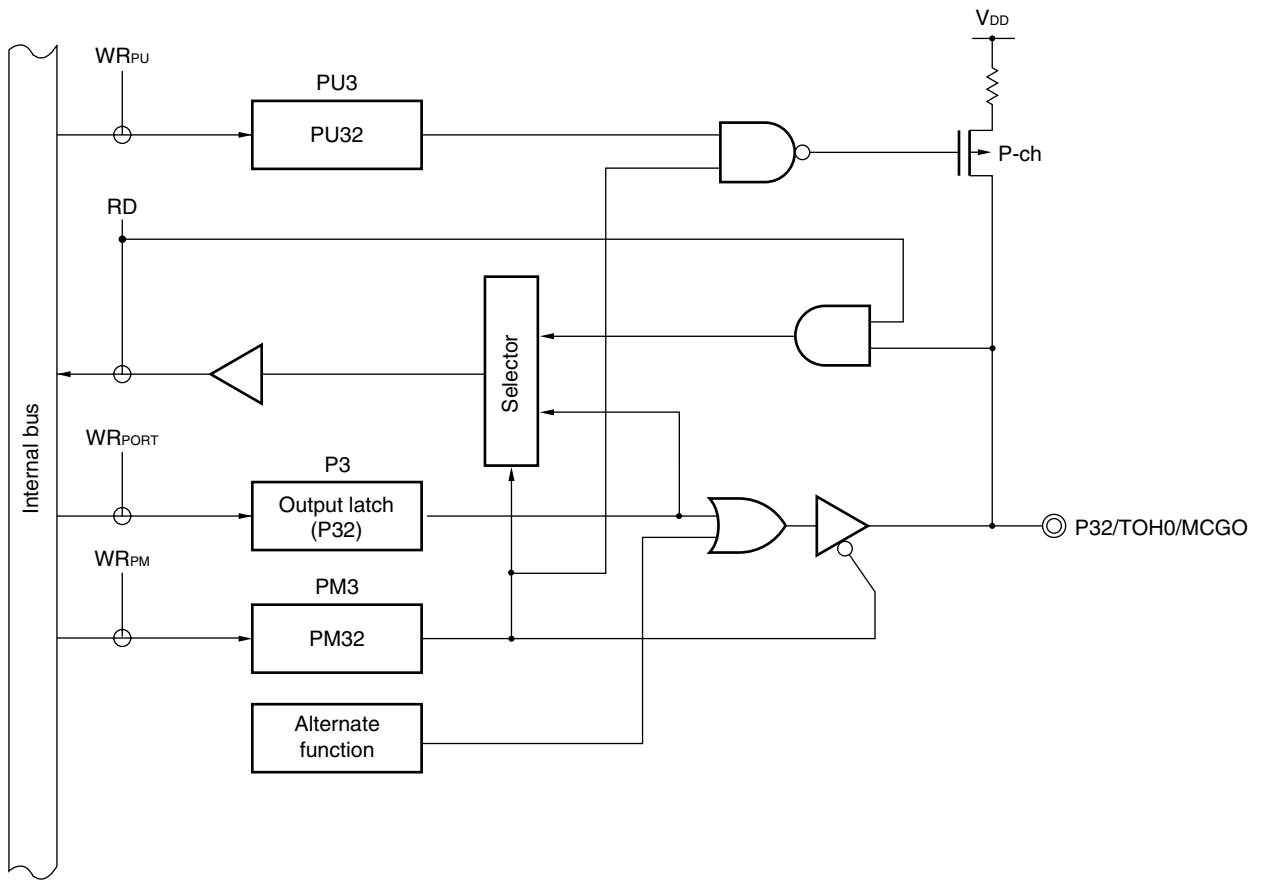 VDD
WRPU
PU3
PU32
P-ch
RD
Selector
Internal bus
WRPORT
P3
Output latch
(P32)
P32/TOH0/MCGO
WRPM
PM3
PM32
Alternate
function